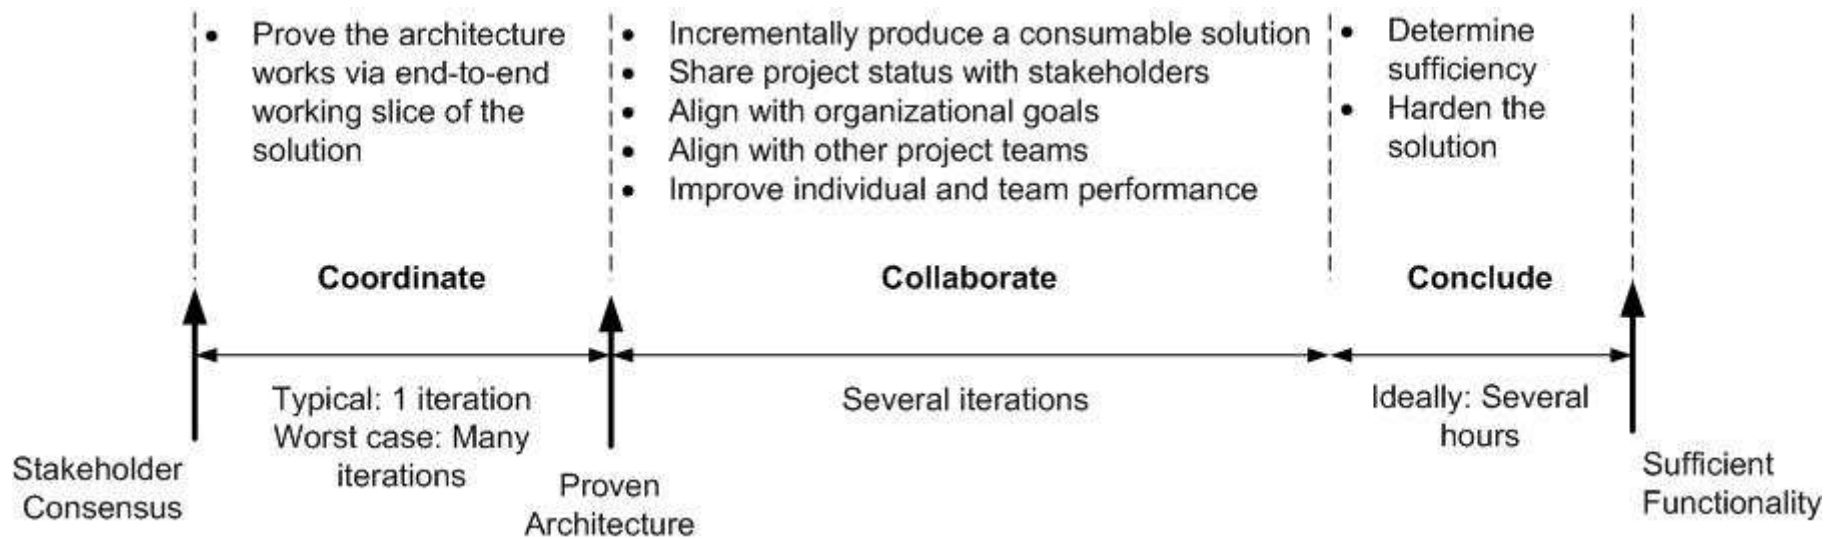 • Prove the architecture
works via end-to-end
working slice of the
solution
• Incrementally produce a consumable solution
• Share project status with stakeholders
• Align with organizational goals
• Align with other project teams
• Improve individual and team performance
• Determine
sufficiency
• Harden the
solution
Coordinate
Collaborate
Conclude
Typical: 1 iteration
Worst case: Many
iterations
Several iterations
Ideally: Several
hours
Stakeholder
Consensus
Proven
Architecture
Sufficient
Functionality